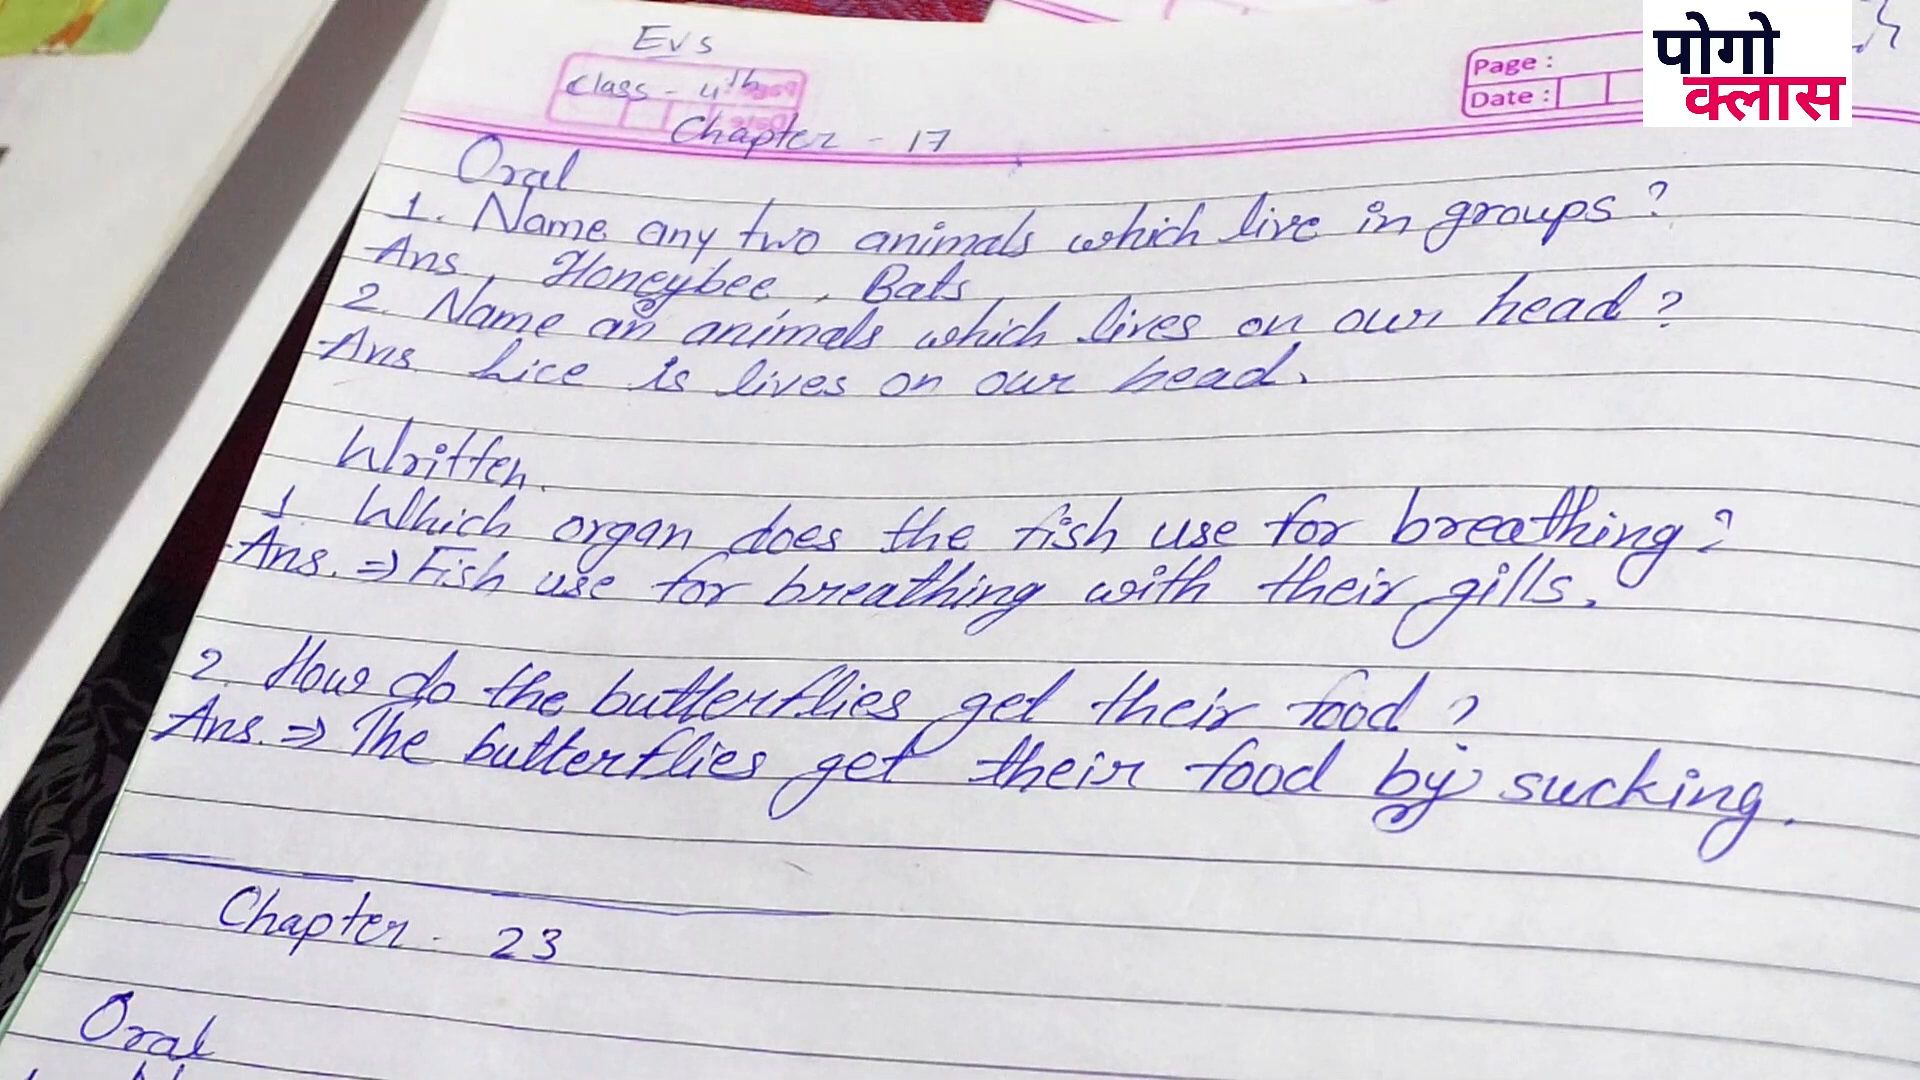 Evs
Class - 4th
Page :
Date :
पोगो
क्लास
Chapter - 17
Oral
1. Name any two animals which live in groups ?
Ans. Honeybee, Bats
2. Name an animals which lives on our head ?
Ans Lice is lives on our head.
Written.
1. Which organ does the fish use for breathing ?
Ans. ⇒ Fish use for breathing with their gills.
2. How do the butterflies get their food ?
Ans. ⇒ The butterflies get their food by sucking.
Chapter - 23
Oral